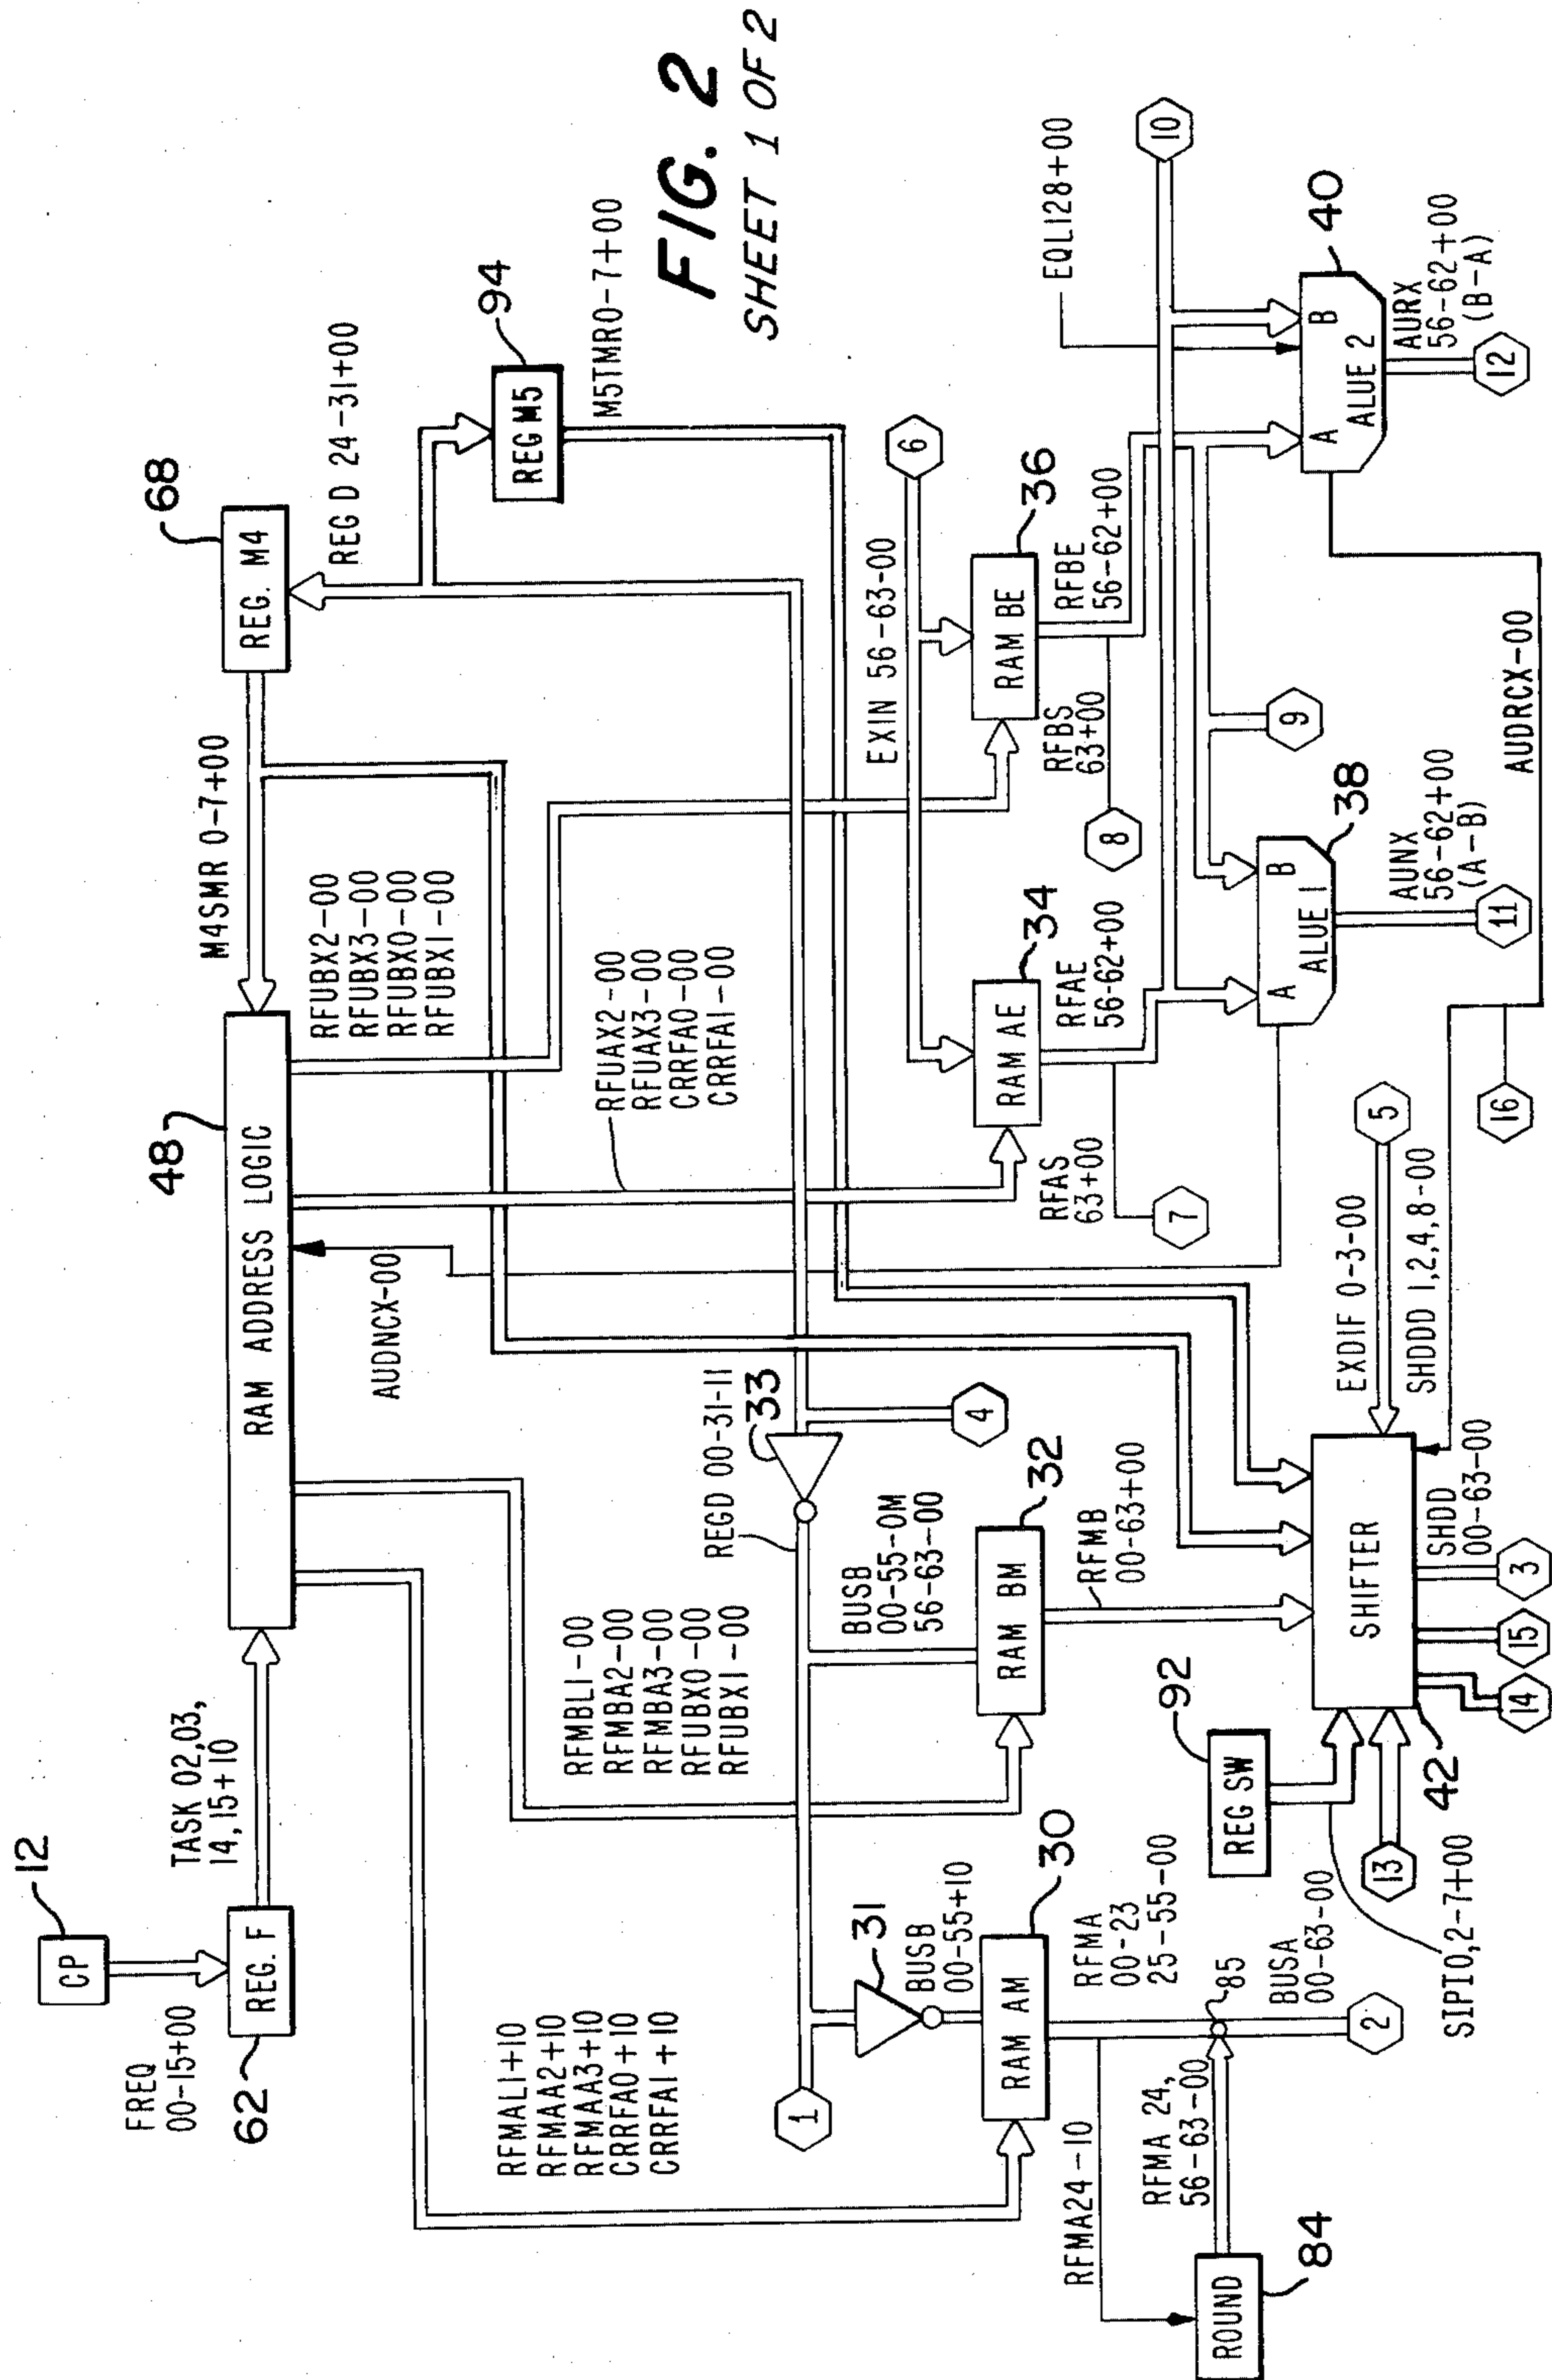 FIG. 2
SHEET 1 OF 2
12
CP
FREQ
00-15+00
REG. F
62
TASK 02,03,
14,15+10
48
RAM ADDRESS LOGIC
M4SMR 0-7+00
68
REG. M4
REG D 24-31+00
94
REG M5
M5TMR0-7+00
RFMAL1+10
RFMAA2+10
RFMAA3+10
CRRFA0+10
CRRFA1+10
RFMBL1-00
RFMBA2-00
RFMBA3-00
RFUBX0-00
RFUBX1-00
AUDNCX-00
RFUAX2-00
RFUAX3-00
CRRFA0-00
CRRFA1-00
RFUBX2-00
RFUBX3-00
RFUBX0-00
RFUBX1-00
1
REGD 00-31-11
33
4
31
BUSB
00-55+10
RAM AM
30
BUSB
00-55-0M
56-63-00
RAM BM
32
EXIN 56-63-00
6
RAM AE
34
RAM BE
36
RFMA24-10
RFMA
00-23
25-55-00
RFMB
00-63+00
RFAS
63+00
7
RFAE
56-62+00
RFBS
63+00
8
RFBE
56-62+00
10
EQL128+00
ROUND
84
RFMA 24,
56-63-00
85
BUSA
00-63-00
2
REG SW
92
SIPI0,2-7+00
13
SHIFTER
42
EXDIF 0-3-00
5
SHDDD 1,2,4,8-00
14
15
3
SHDD
00-63-00
16
A
B
ALUE 1
38
9
AUNX
56-62+00
(A-B)
11
A
B
ALUE 2
40
AURX
56-62+00
(B-A)
12
AUDRCX-00